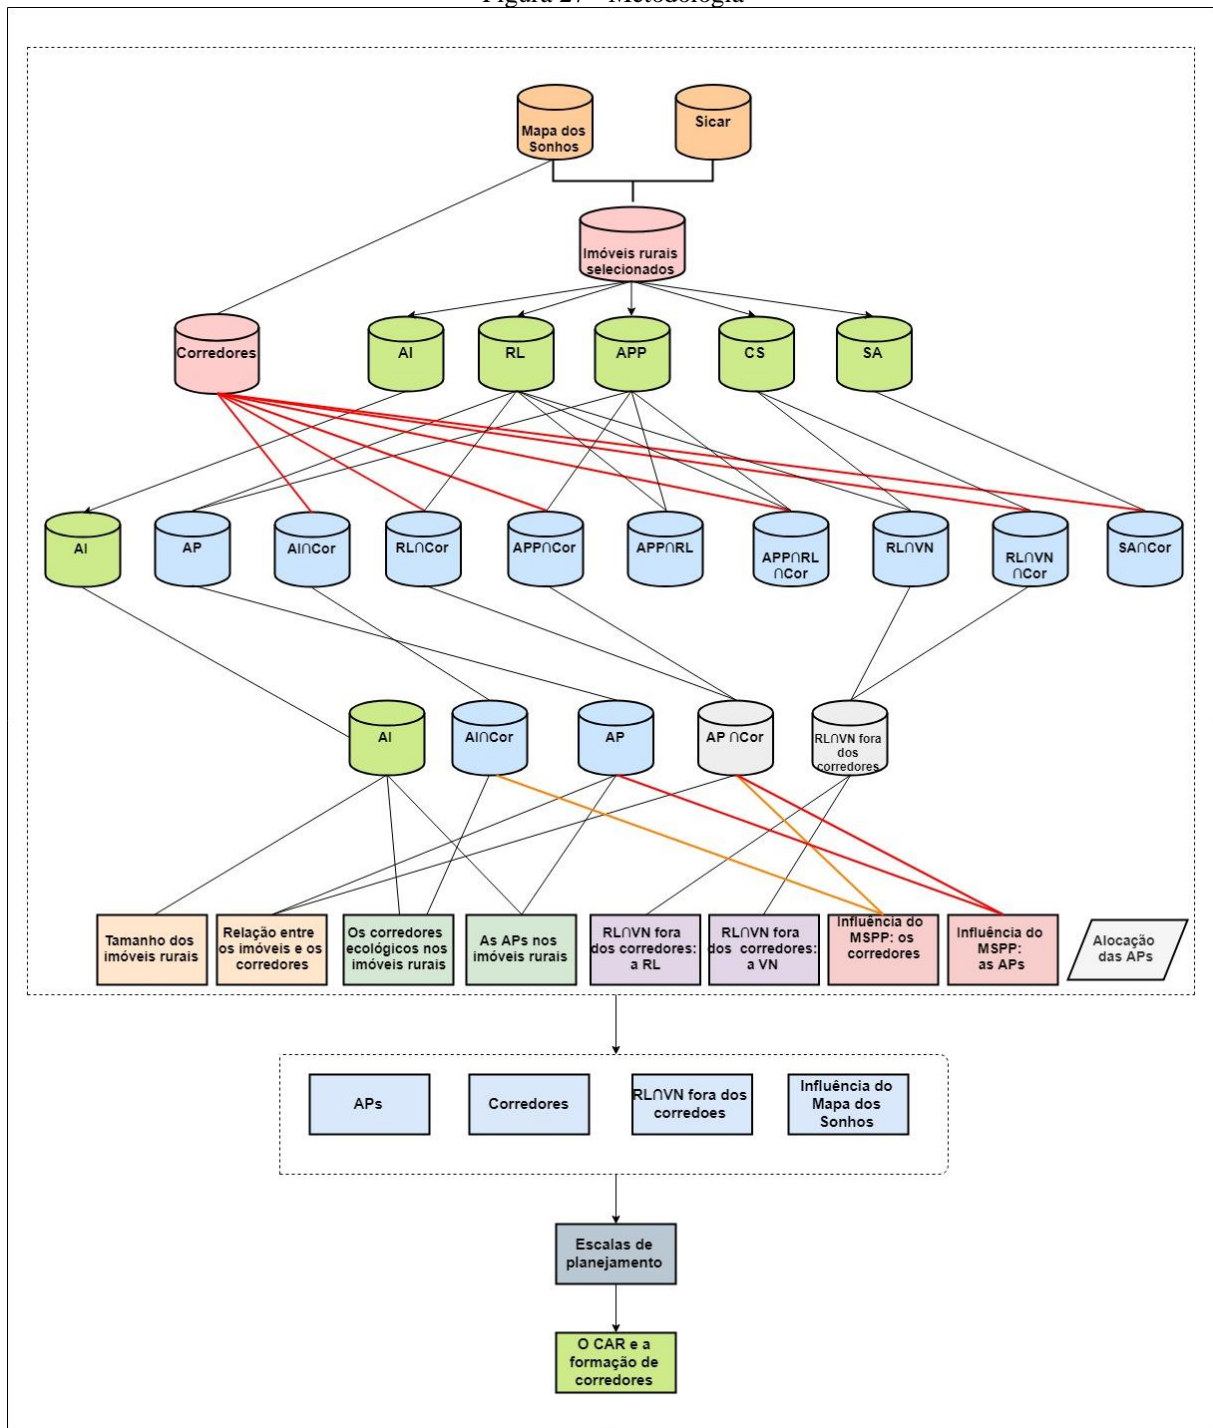 Figura 27 - Metodologia
Mapa dos
Sonhos
Sicar
Imóveis rurais
selecionados
Corredores
AI
RL
APP
CS
SA
AI
AP
AI∩Cor
RL∩Cor
APP∩Cor
APP∩RL
APP∩RL
∩Cor
RL∩VN
RL∩VN
∩Cor
SA∩Cor
AI
AI∩Cor
AP
AP ∩Cor
RL∩VN fora
dos
corredores
Tamanho dos
imóveis rurais
Relação entre
os imóveis e os
corredores
Os corredores
ecológicos nos
imóveis rurais
As APs nos
imóveis rurais
RL∩VN fora
dos corredores:
a RL
RL∩VN fora
dos corredores:
a VN
Influência do
MSPP: os
corredores
Influência do
MSPP:
as APs
Alocação
das APs
APs
Corredores
RL∩VN fora dos
corredoes
Influência do
Mapa dos
Sonhos
Escalas de
planejamento
O CAR e a
formação de
corredores